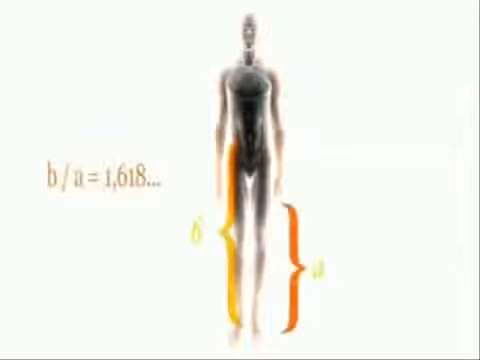 b / a = 1,618...
b
a